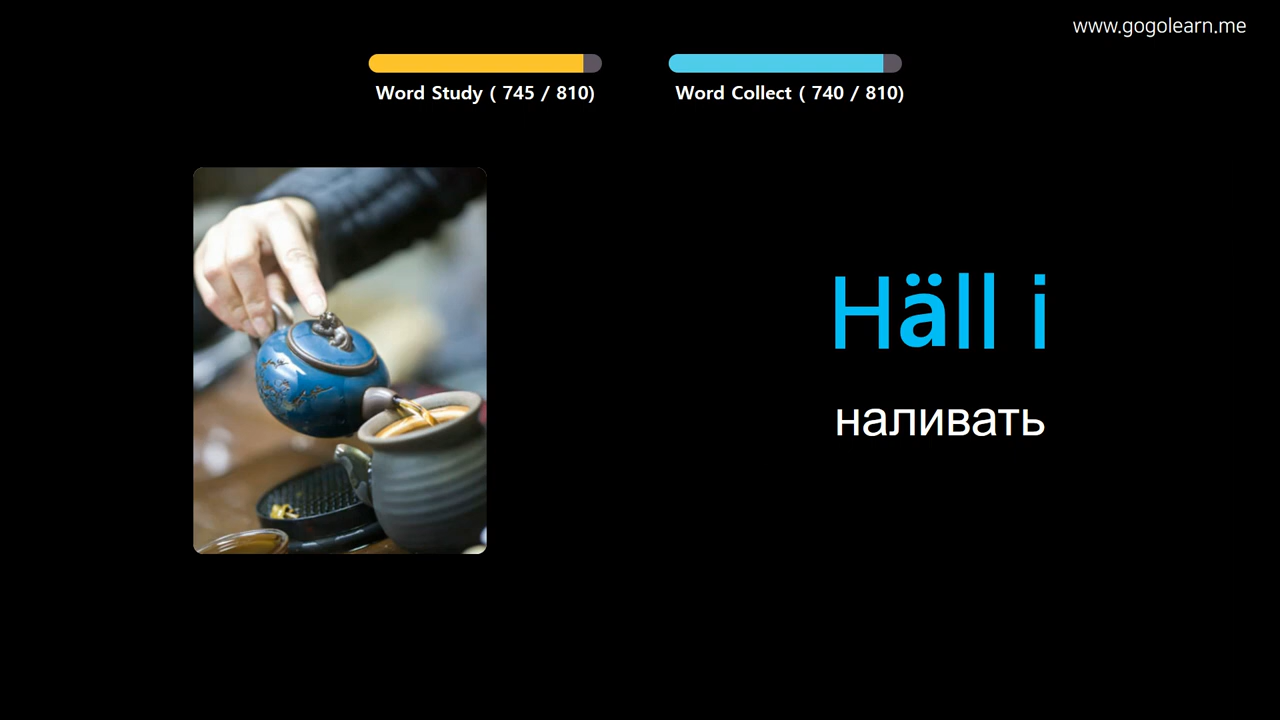 www.gogolearn.me
Word Study ( 745 / 810)
Word Collect ( 740 / 810)
Häll i
наливать